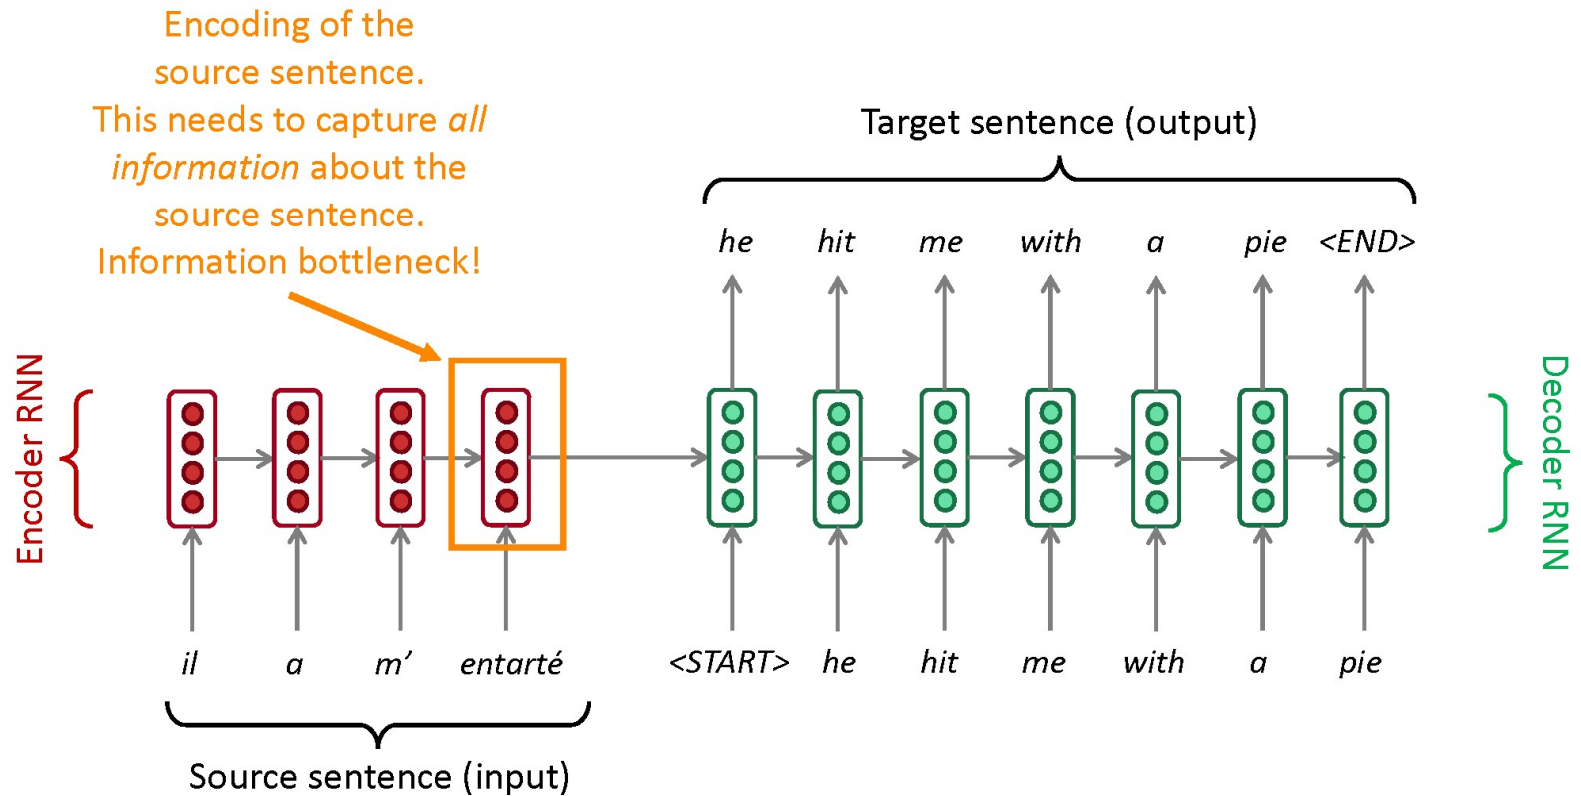 Encoding of the
source sentence.
This needs to capture all
information about the
source sentence.
Information bottleneck!
Target sentence (output)
he hit me with a pie <END>
Encoder RNN
Decoder RNN
il a m’ entarté
<START> he hit me with a pie
Source sentence (input)